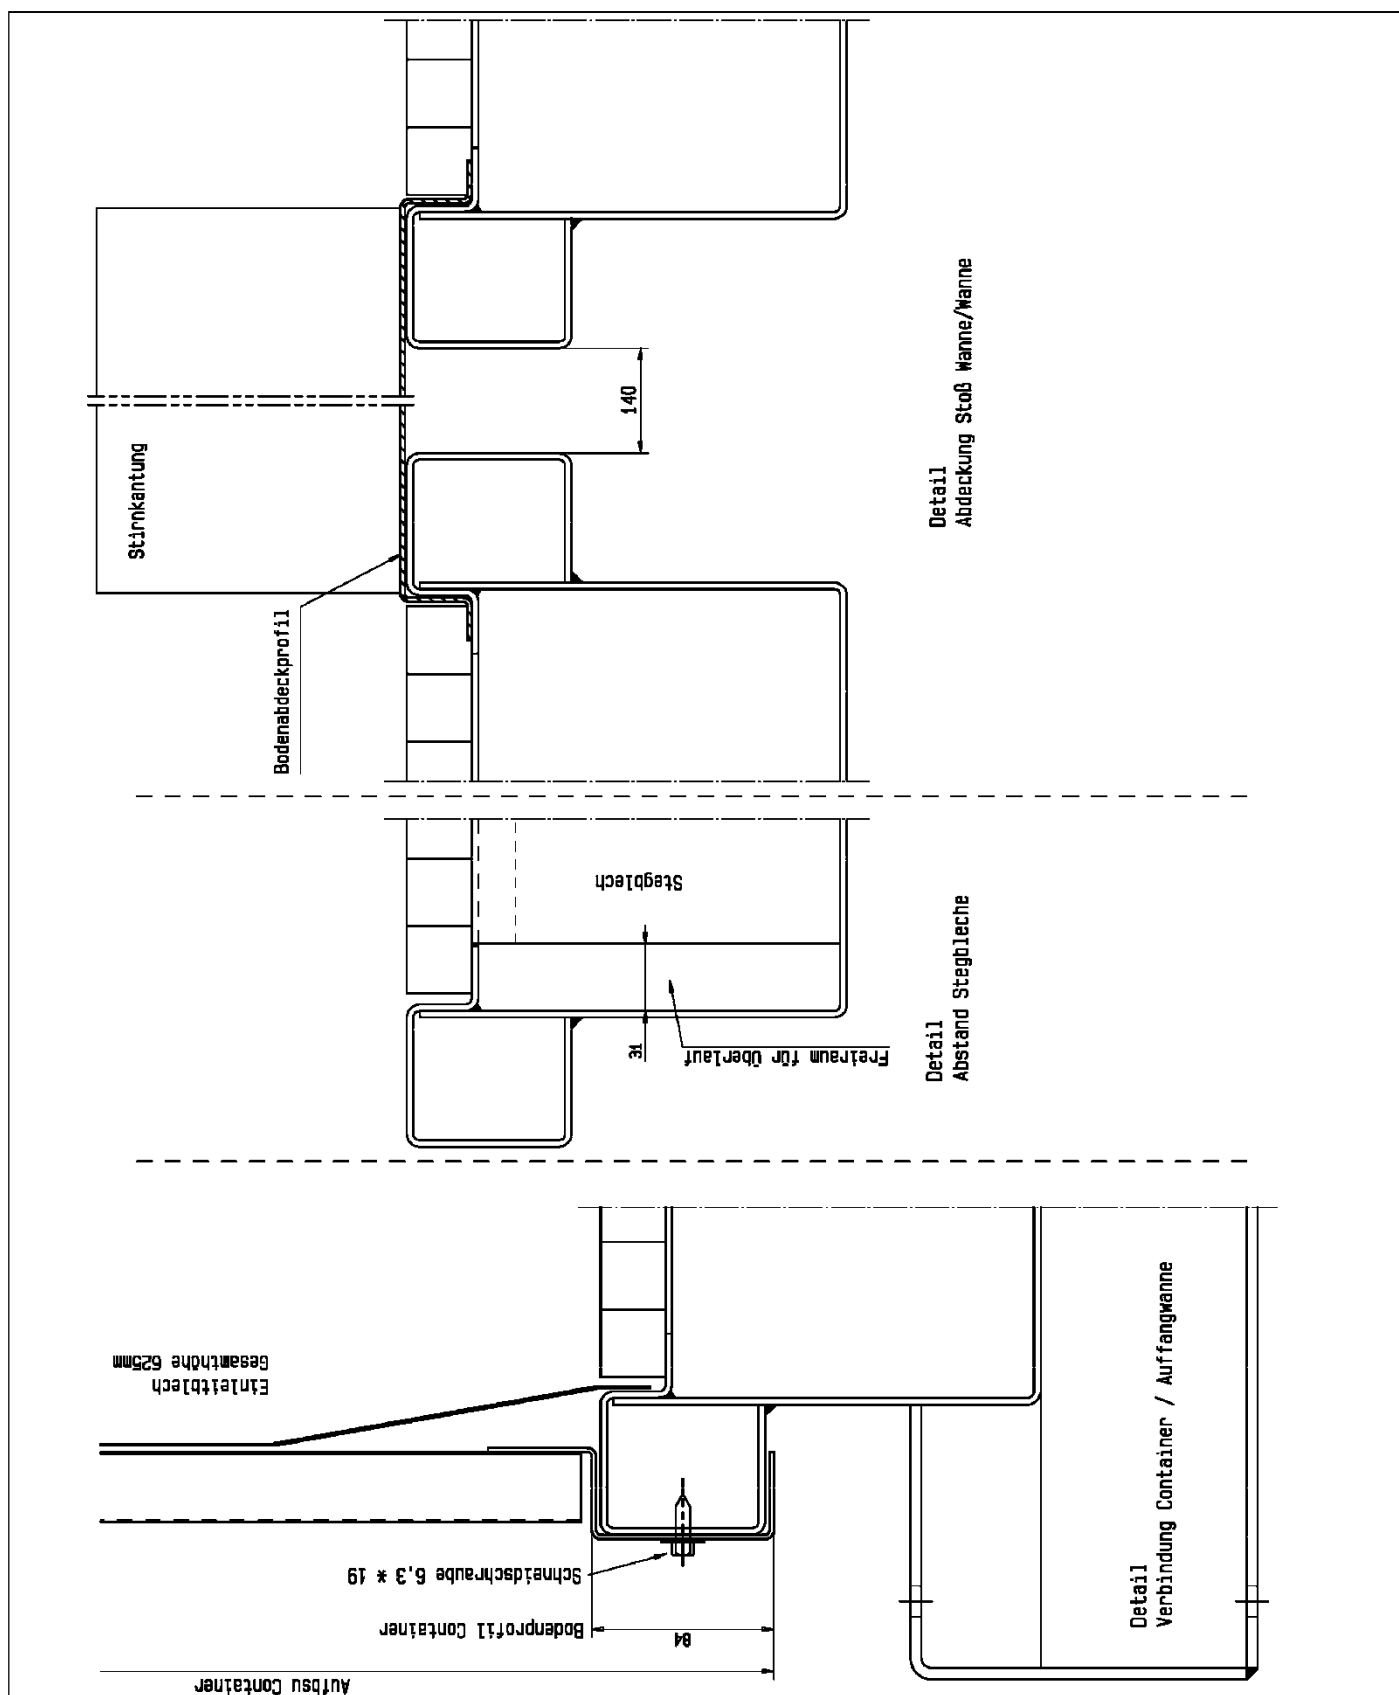 Stirnkantung
Bodenabdeckprofil
140
Detail
Abdeckung Stoß Wanne/Wanne
Stegblech
31
Freiraum für Überlauf
Detail
Abstand Stegbleche
Einleitblech
Gesamthöhe 625mm
Schneidschraube 6,3 * 19
Bodenprofil Container
84
Aufbau Container
Detail
Verbindung Container / Auffangwanne